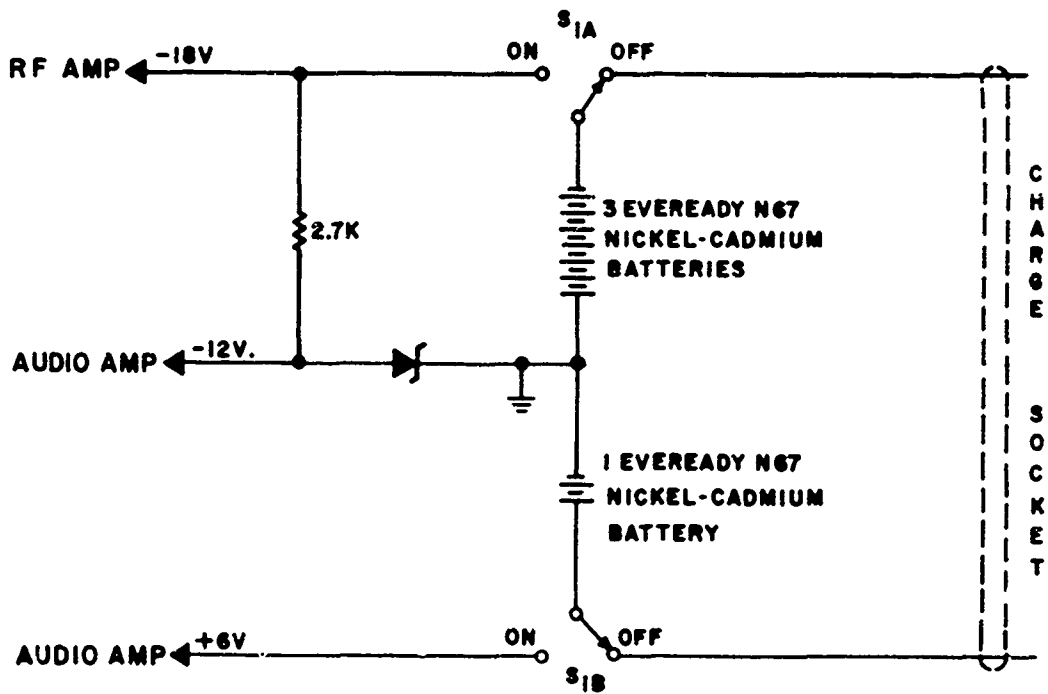 S1A
ON OFF
RF AMP -18V
3 EVEREADY N67
NICKEL-CADMIUM
BATTERIES
2.7K
CHARGE SOCKET
AUDIO AMP -12V.
1 EVEREADY N67
NICKEL-CADMIUM
BATTERY
ON OFF
AUDIO AMP +6V
S1B